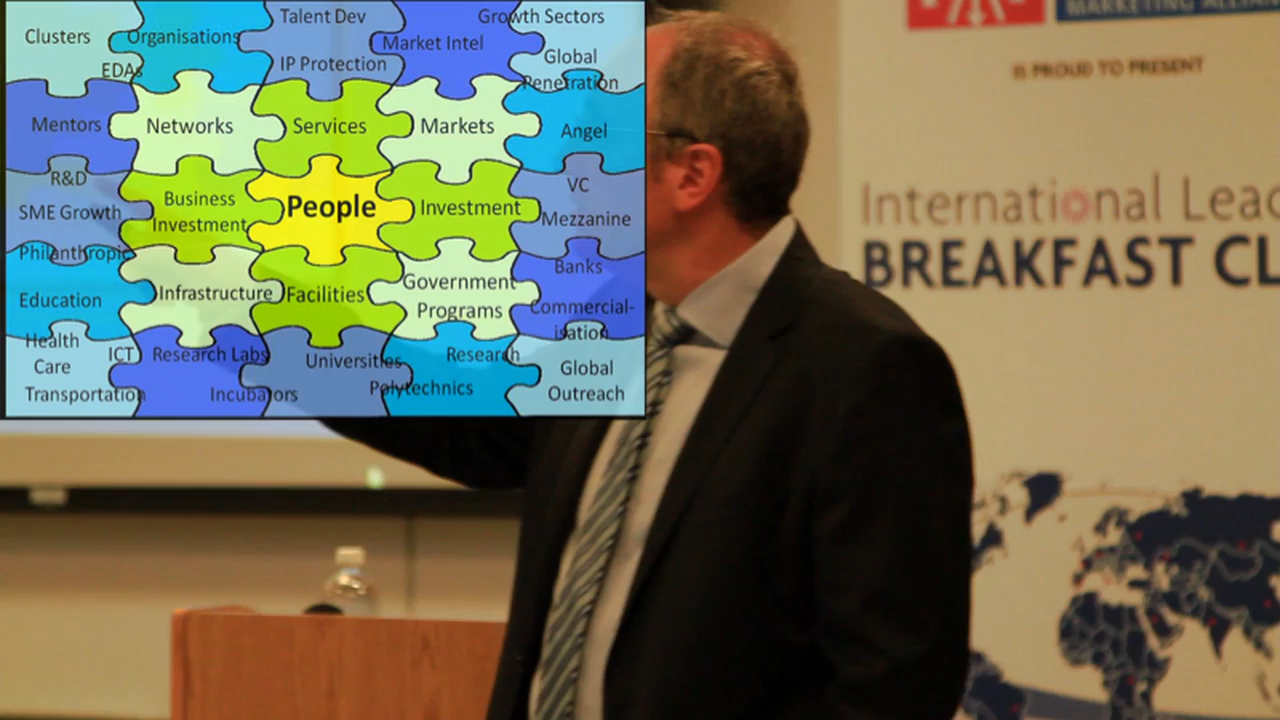 Clusters
Organisations
EDAs
Talent Dev
IP Protection
Market Intel
Growth Sectors
Global
Penetration
Mentors
Networks
Services
Markets
Angel
R&D
SME Growth
Business
Investment
People
Investment
VC
Mezzanine
Philanthropic
Education
Infrastructure
Facilities
Government
Programs
Banks
Commercial-
isation
Health
Care
ICT
Transportation
Research Labs
Incubators
Universities
Polytechnics
Research
Global
Outreach
IS PROUD TO PRESENT
International
BREAKFAST